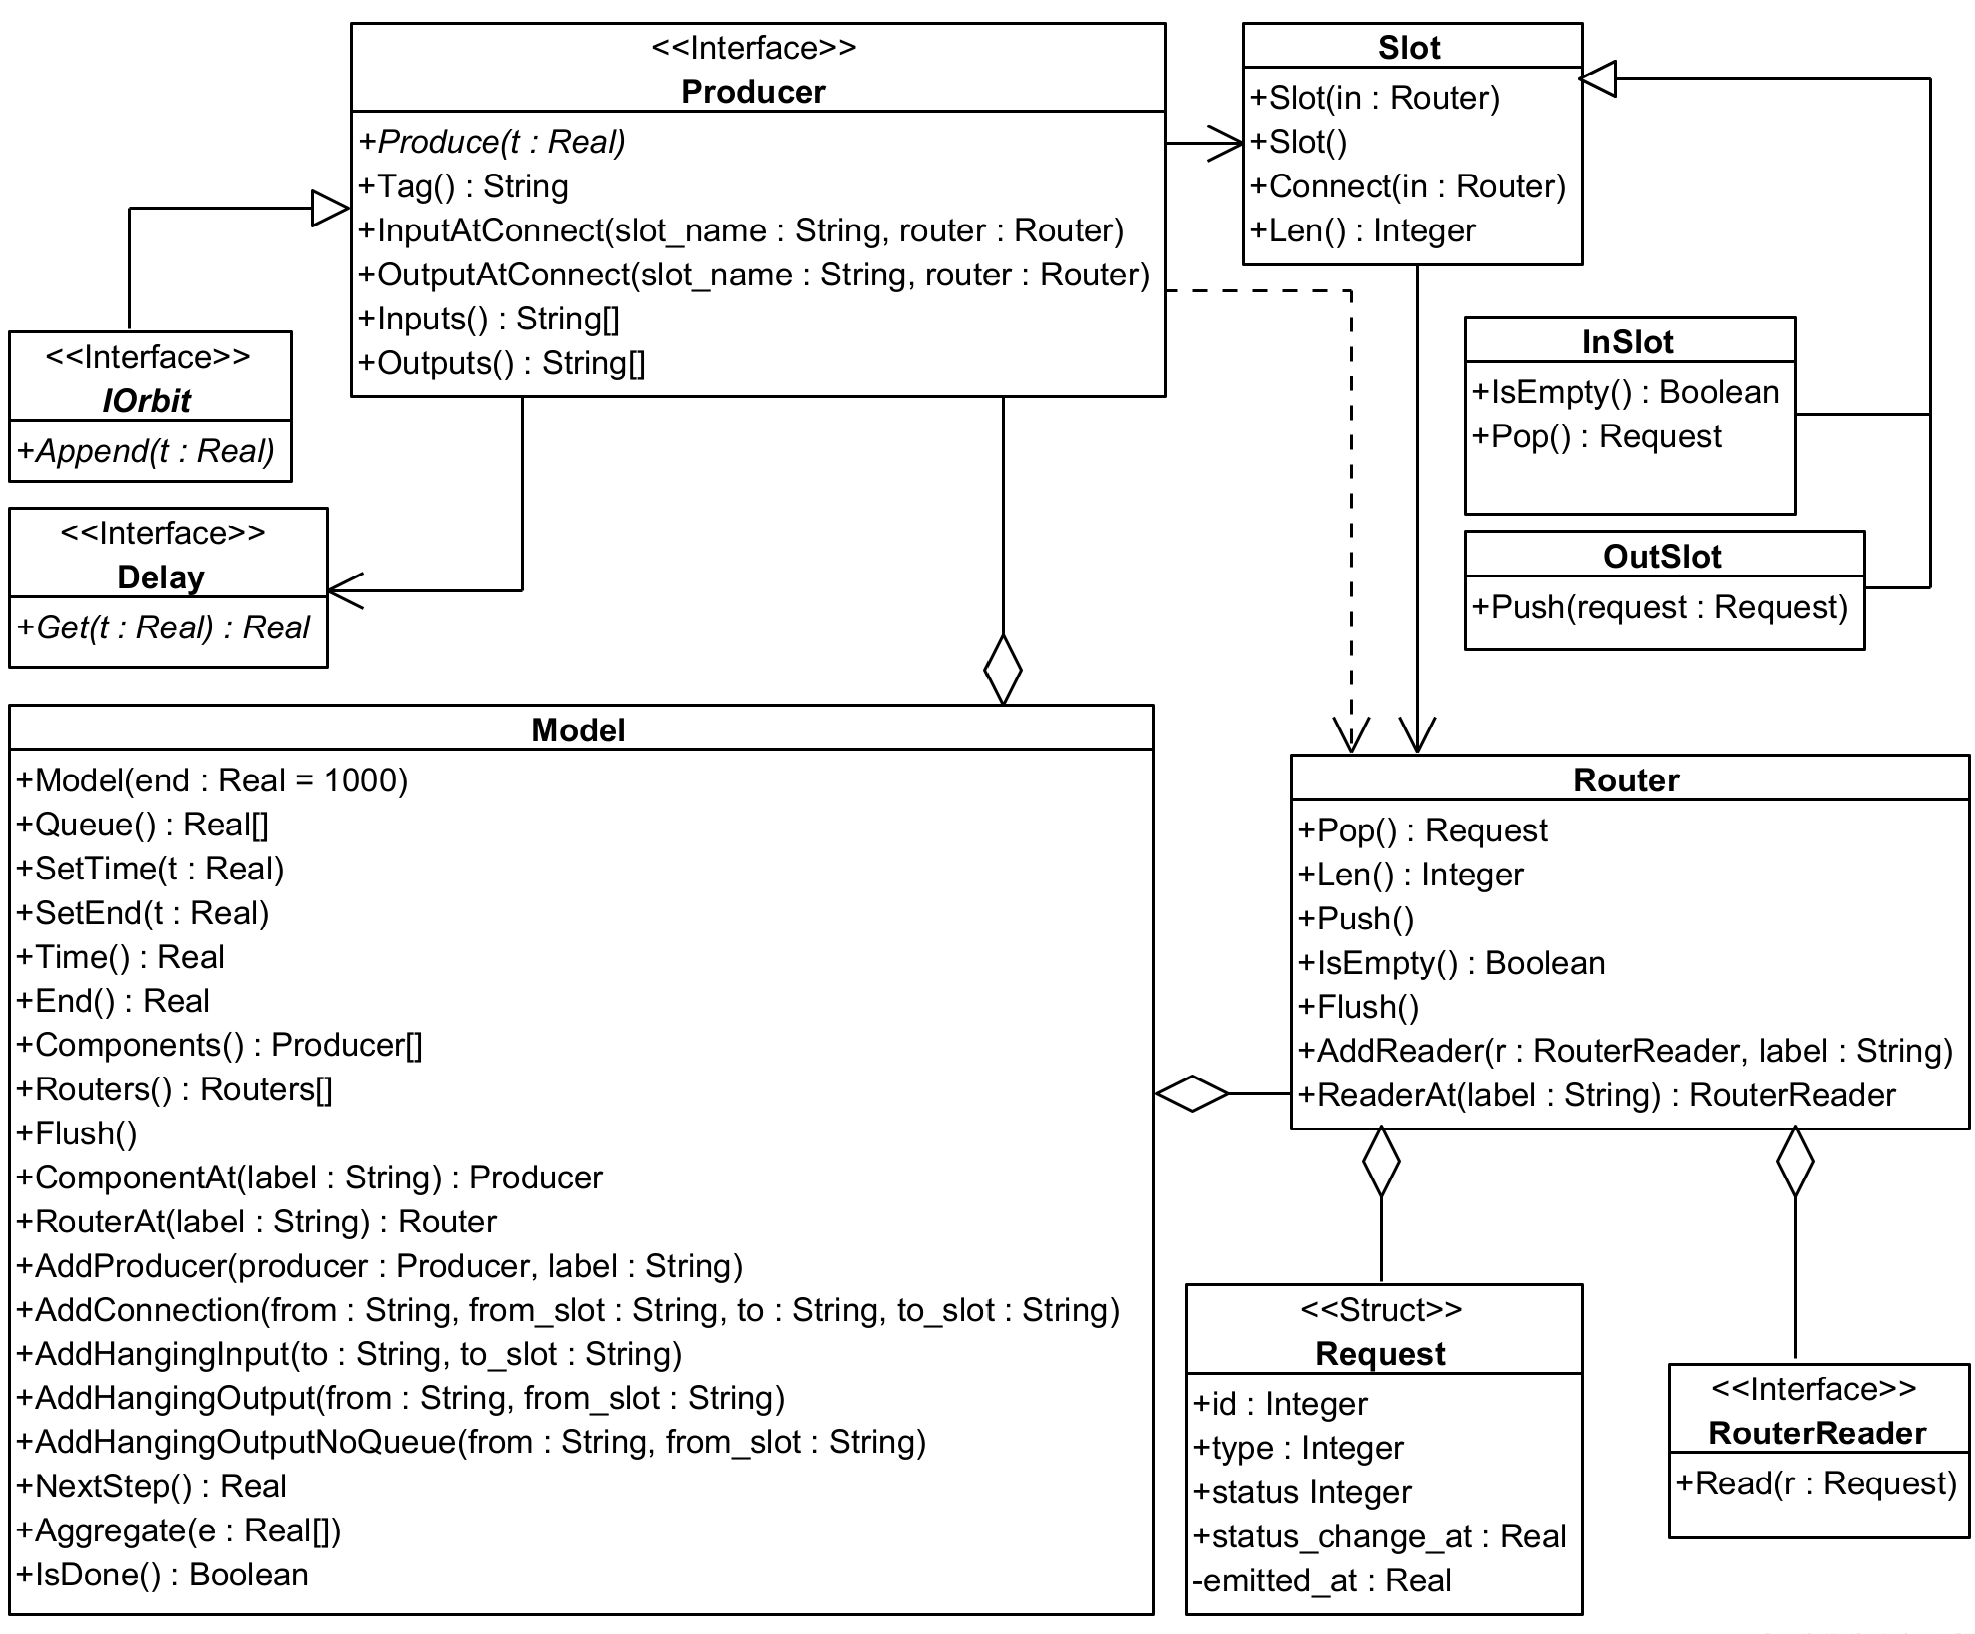 <<Interface>>
Producer
+Produce(t : Real)
+Tag() : String
+InputAtConnect(slot_name : String, router : Router)
+OutputAtConnect(slot_name : String, router : Router)
+Inputs() : String[]
+Outputs() : String[]
Slot
+Slot(in : Router)
+Slot()
+Connect(in : Router)
+Len() : Integer
<<Interface>>
IOrbit
+Append(t : Real)
InSlot
+IsEmpty() : Boolean
+Pop() : Request
<<Interface>>
Delay
+Get(t : Real) : Real
OutSlot
+Push(request : Request)
Model
+Model(end : Real = 1000)
+Queue() : Real[]
+SetTime(t : Real)
+SetEnd(t : Real)
+Time() : Real
+End() : Real
+Components() : Producer[]
+Routers() : Routers[]
+Flush()
+ComponentAt(label : String) : Producer
+RouterAt(label : String) : Router
+AddProducer(producer : Producer, label : String)
+AddConnection(from : String, from_slot : String, to : String, to_slot : String)
+AddHangingInput(to : String, to_slot : String)
+AddHangingOutput(from : String, from_slot : String)
+AddHangingOutputNoQueue(from : String, from_slot : String)
+NextStep() : Real
+Aggregate(e : Real[])
+IsDone() : Boolean
Router
+Pop() : Request
+Len() : Integer
+Push()
+IsEmpty() : Boolean
+Flush()
+AddReader(r : RouterReader, label : String)
+ReaderAt(label : String) : RouterReader
<<Struct>>
Request
+id : Integer
+type : Integer
+status Integer
+status_change_at : Real
-emitted_at : Real
<<Interface>>
RouterReader
+Read(r : Request)